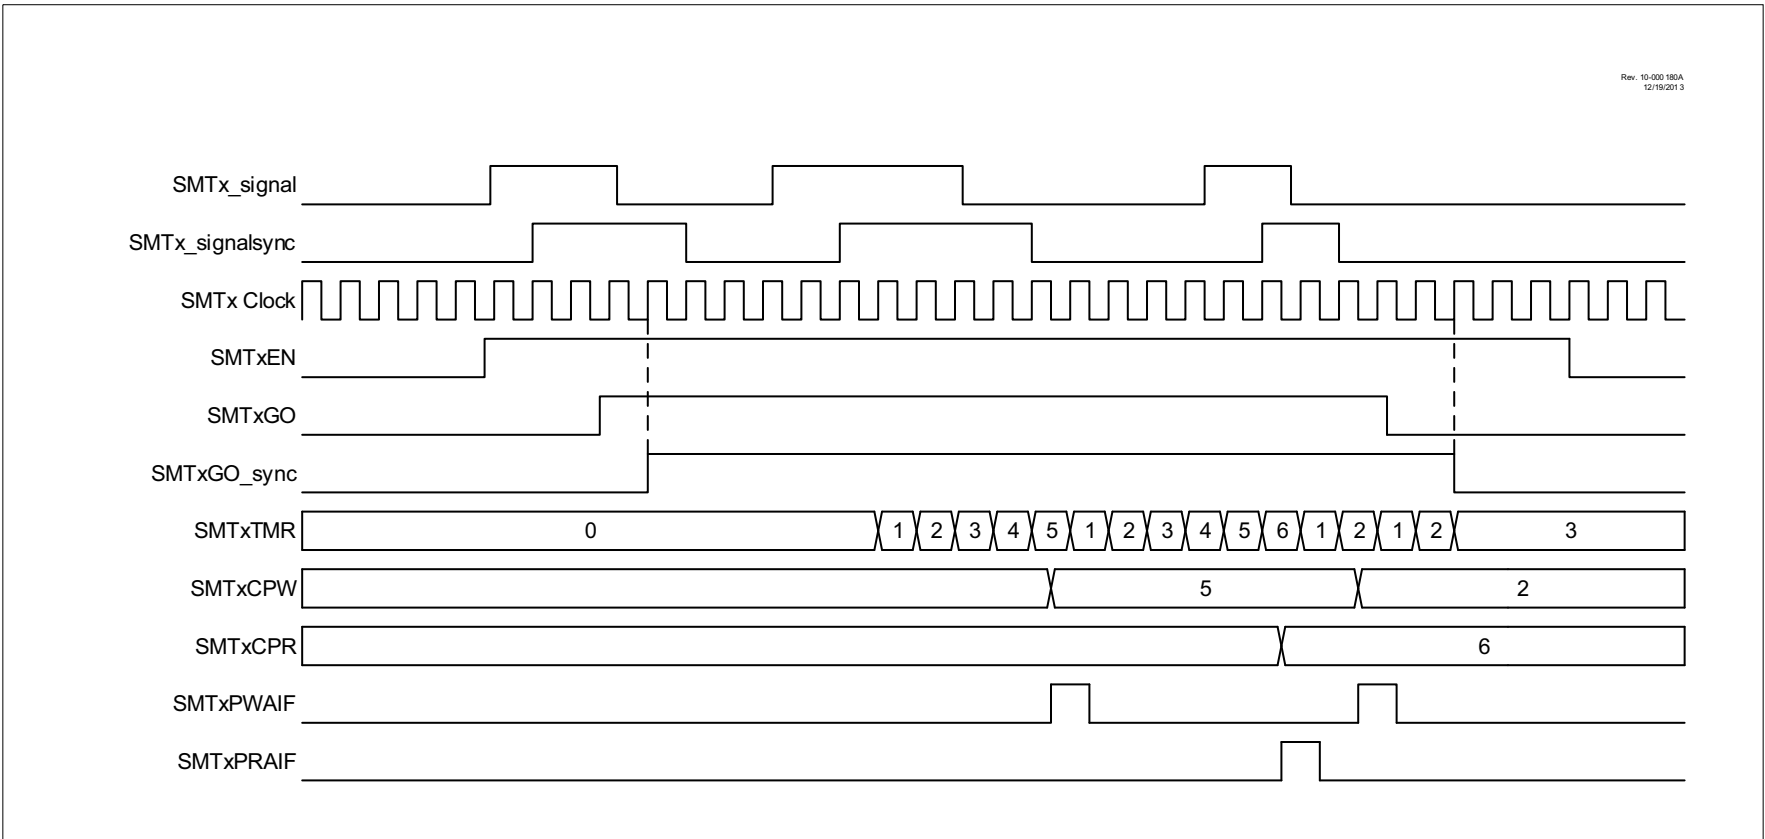 Rev. 10-000 180A
12/19/201 3
SMTx_signal
SMTx_signalsync
SMTx Clock
SMTxEN
SMTxGO
SMTxGO_sync
SMTxTMR 0 1 2 3 4 5 1 2 3 4 5 6 1 2 1 2 3
SMTxCPW 5 2
SMTxCPR 6
SMTxPWAIF
SMTxPRAIF